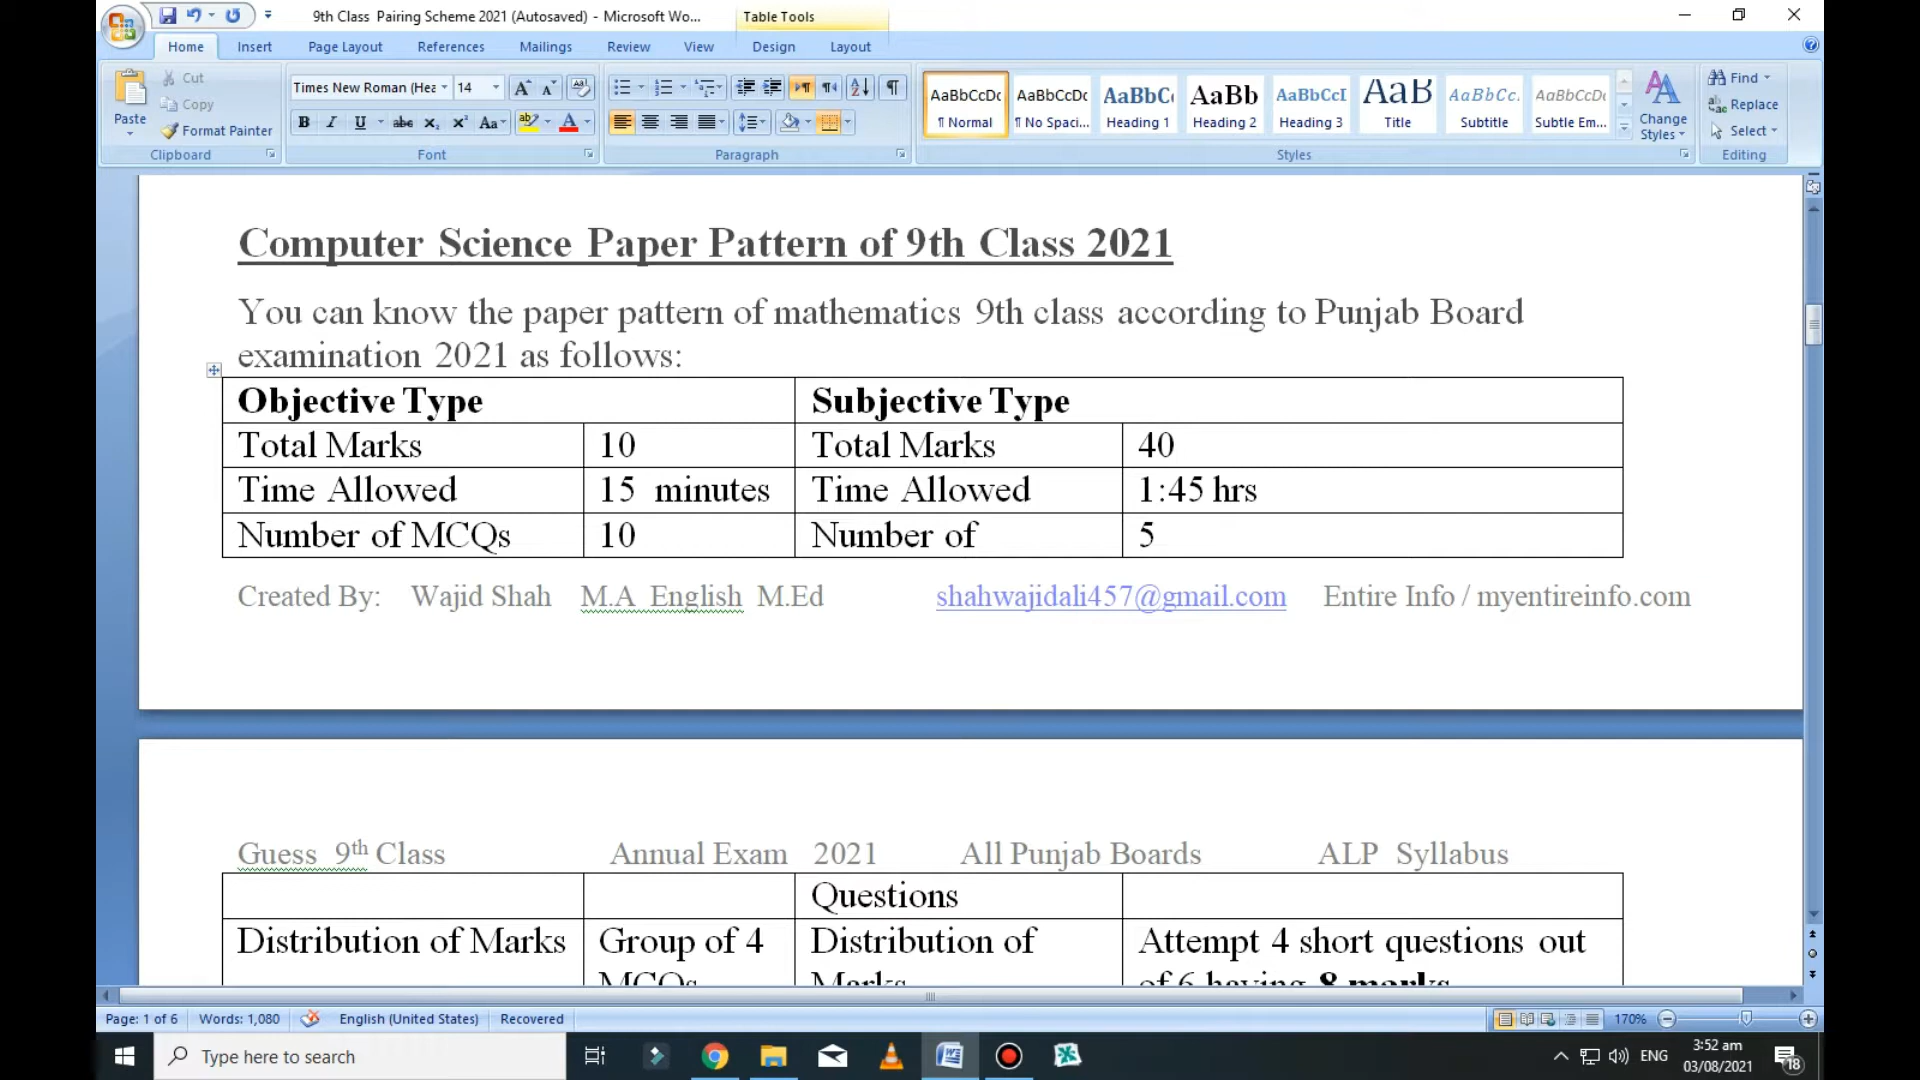 9th Class Pairing Scheme 2021 (Autosaved) - Microsoft Wo...
Table Tools
Home Insert Page Layout References Mailings Review View Design Layout
Paste
Cut
Copy
Format Painter
Clipboard
Times New Roman (Hea 14
Font
Paragraph
AaBbCcDc AaBbCcDc AaBbC AaBb AaBbCcI AaB AaBbCc. AaBbCcDc
¶ Normal ¶ No Spaci... Heading 1 Heading 2 Heading 3 Title Subtitle Subtle Em...
Change Styles
Styles
Find
Replace
Select
Editing
Computer Science Paper Pattern of 9th Class 2021
You can know the paper pattern of mathematics 9th class according to Punjab Board
examination 2021 as follows:
Objective Type Subjective Type
Total Marks 10 Total Marks 40
Time Allowed 15 minutes Time Allowed 1:45 hrs
Number of MCQs 10 Number of 5
Created By: Wajid Shah M.A English M.Ed shahwajidali457@gmail.com Entire Info / myentireinfo.com
Guess 9th Class Annual Exam 2021 All Punjab Boards ALP Syllabus
Questions
Distribution of Marks Group of 4 Distribution of Attempt 4 short questions out
MCQs Marks of 6 having 8 marks
Page: 1 of 6 Words: 1,080 English (United States) Recovered 170%
Type here to search
ENG
3:52 am
03/08/2021
18